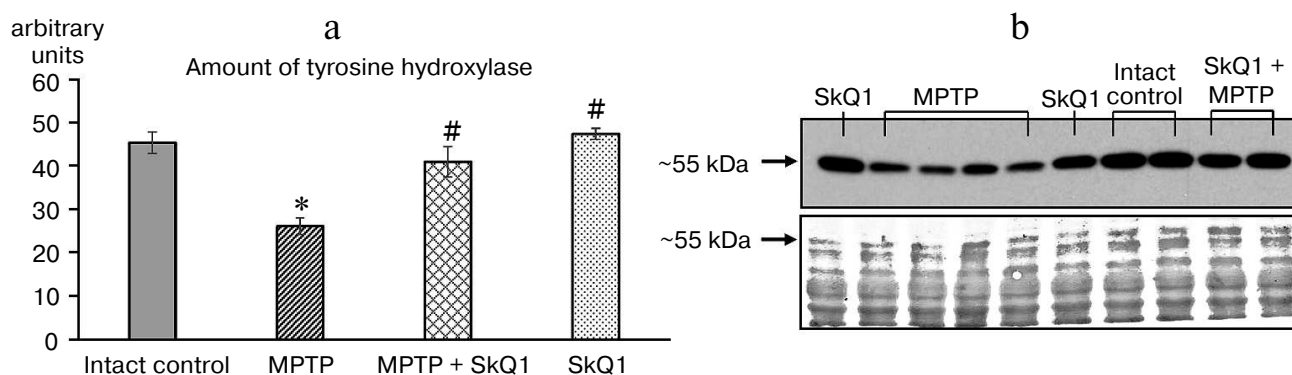 a
arbitrary
units
Amount of tyrosine hydroxylase
60
50
40
30
20
10
0
*
#
#
Intact control MPTP MPTP + SkQ1 SkQ1
b
SkQ1 MPTP SkQ1 Intact
control SkQ1 +
MPTP
~55 kDa
~55 kDa